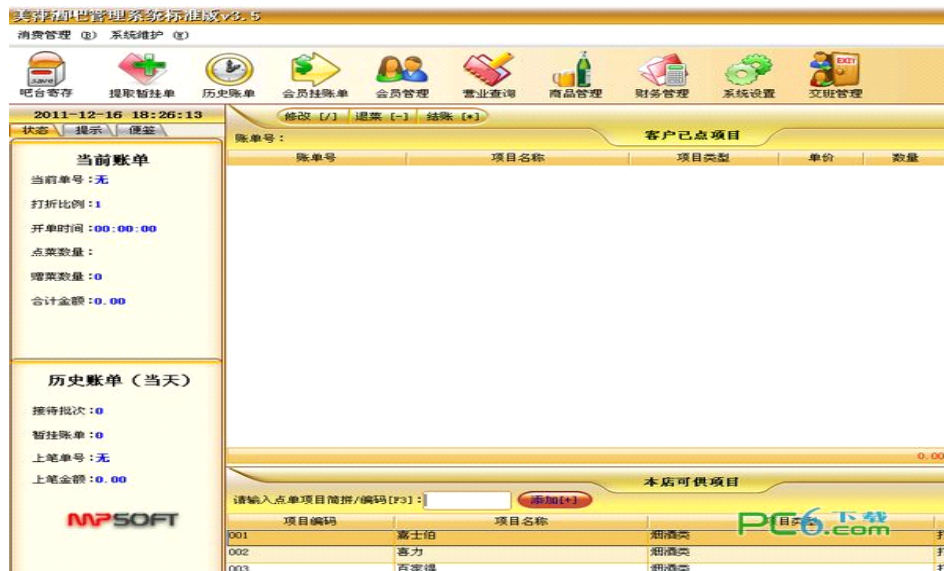 美萍酒吧管理系统标准版v3.5
消费管理 (B) 系统维护 (W)
吧台寄存 提取暂挂单 历史账单 会员挂账单 会员管理 营业查询 商品管理 财务管理 系统设置 交班管理
2011-12-16 18:26:13
状态 提示 便签
修改 [/] 退菜 [-] 结账 [*]
账单号：
客户已点项目
账单号 项目名称 项目类型 单价 数量
当前账单
当前单号:无
打折比例:1
开单时间:00:00:00
点菜数量:
赠菜数量:0
合计金额:0.00
历史账单（当天）
接待批次:0
暂挂账单:0
上笔单号:无
上笔金额:0.00
MPSOFT
0.00
本店可供项目
请输入点单项目简拼/编码[F3]: 添加[+]
项目编码 项目名称
001 嘉士伯 烟酒类
002 喜力 烟酒类
003 百家得 烟酒类
PC6下载
.com